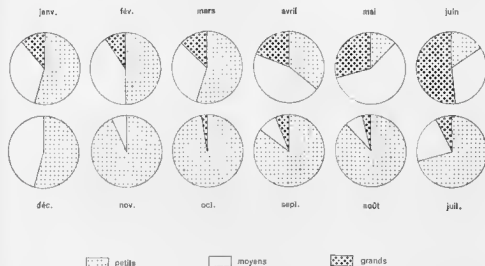 janv. fév. mars avril mai juin
déc. nov. oct. sept. août juil.
petits moyens grands